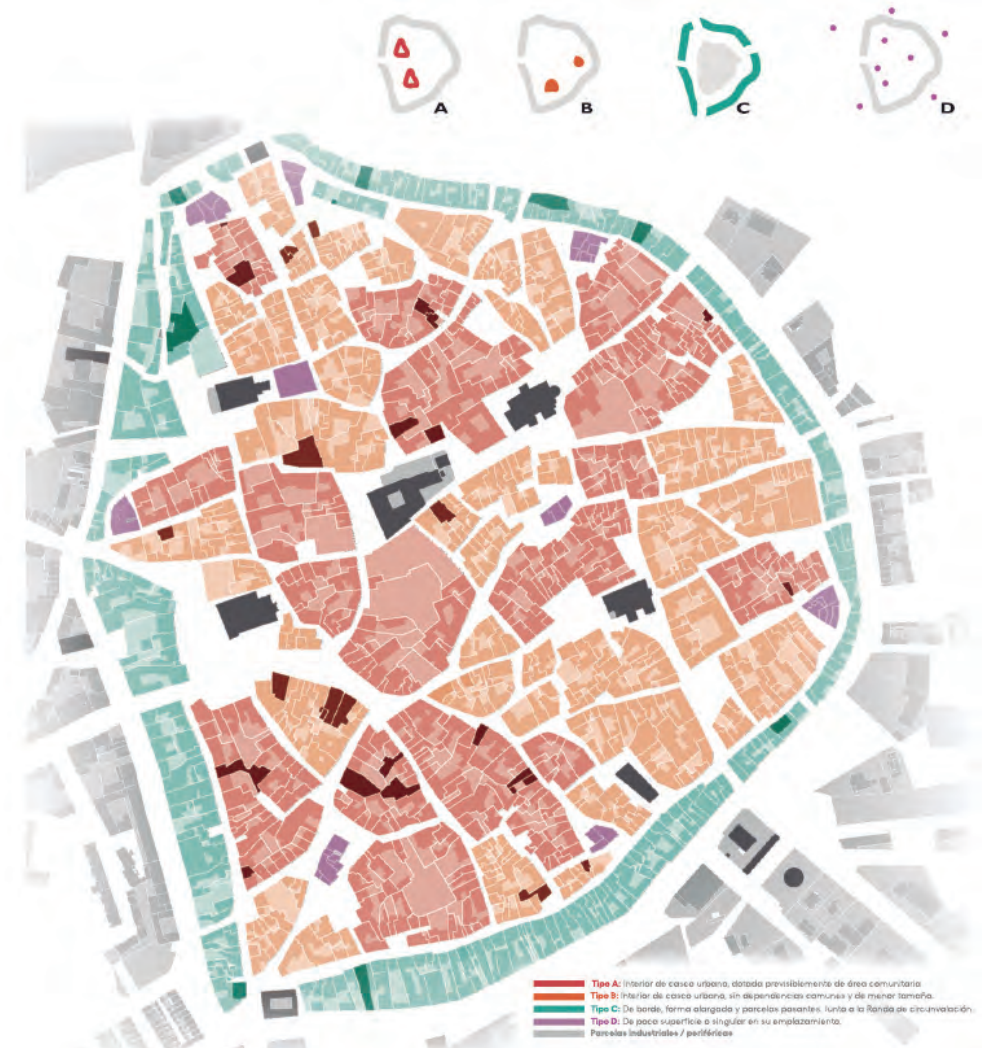 A
B
C
D
Tipo A: Interior de casco urbano, dotada previsiblemente de área comunitaria
Tipo B: Interior de casco urbano, sin dependencias comunes y de menor tamaño.
Tipo C: De borde, forma alargada y parcelas pasantes. Junto a la Ronda de circunvalación.
Tipo D: De poca superficie o singular en su emplazamiento.
Parcelas industriales / periféricas